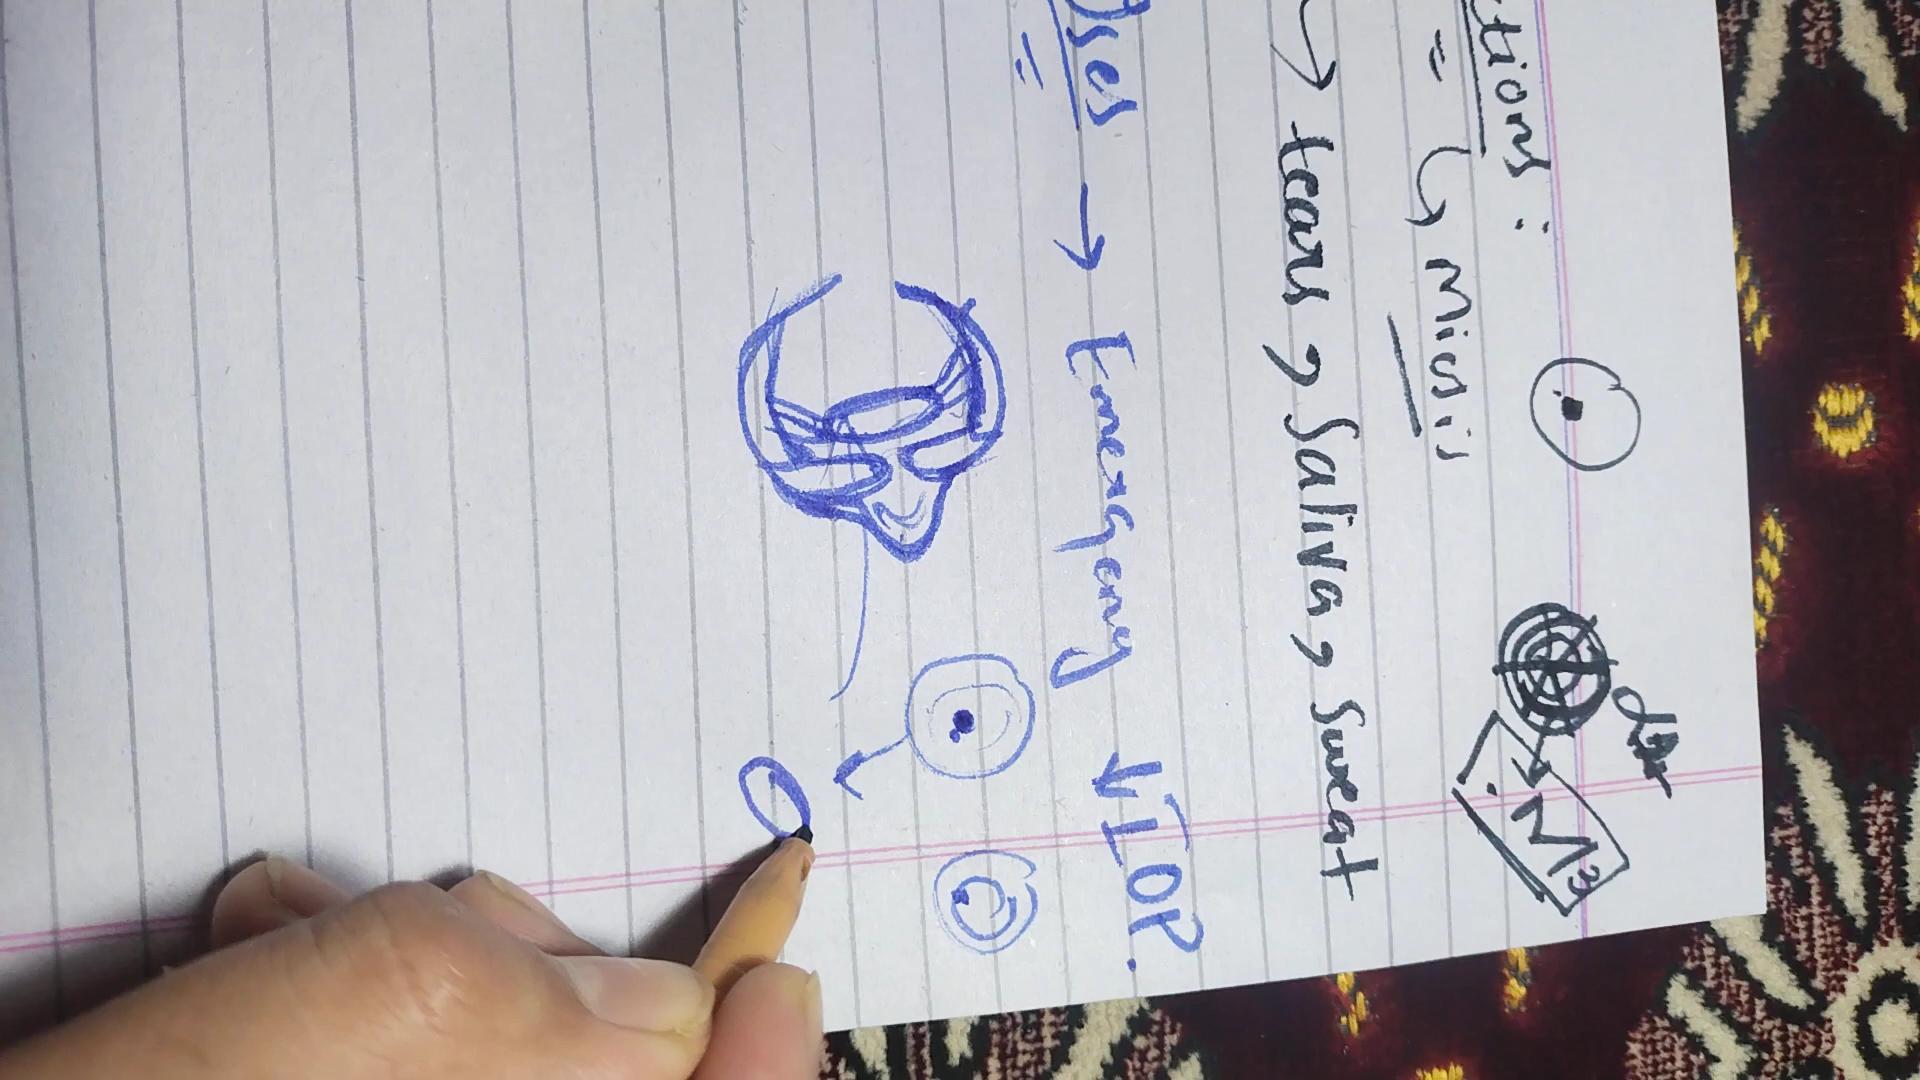 ctions :
= ↳ Miosis
→ tears, Saliva, Sweat
M3
Uses → Emergency ↓IOP.